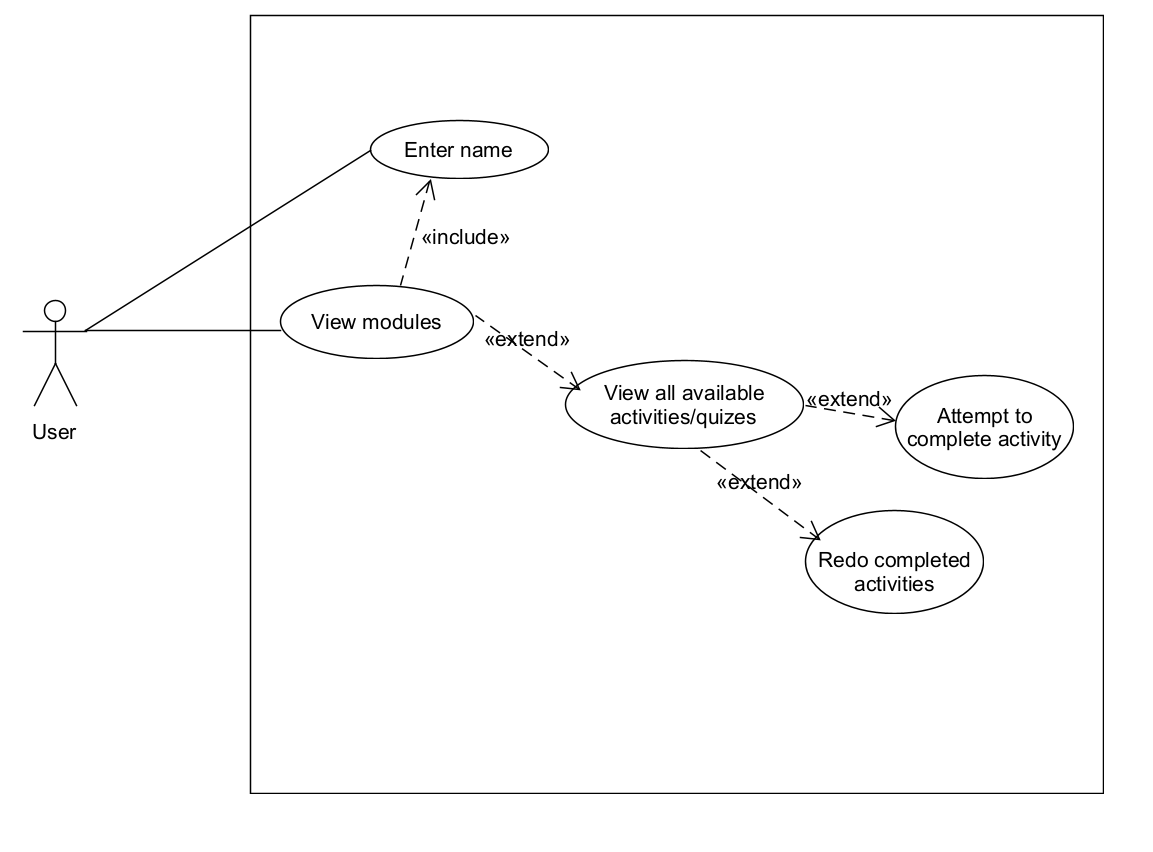 Enter name
«include»
View modules
«extend»
View all available
activities/quizes
«extend»
Attempt to
complete activity
User
«extend»
Redo completed
activities